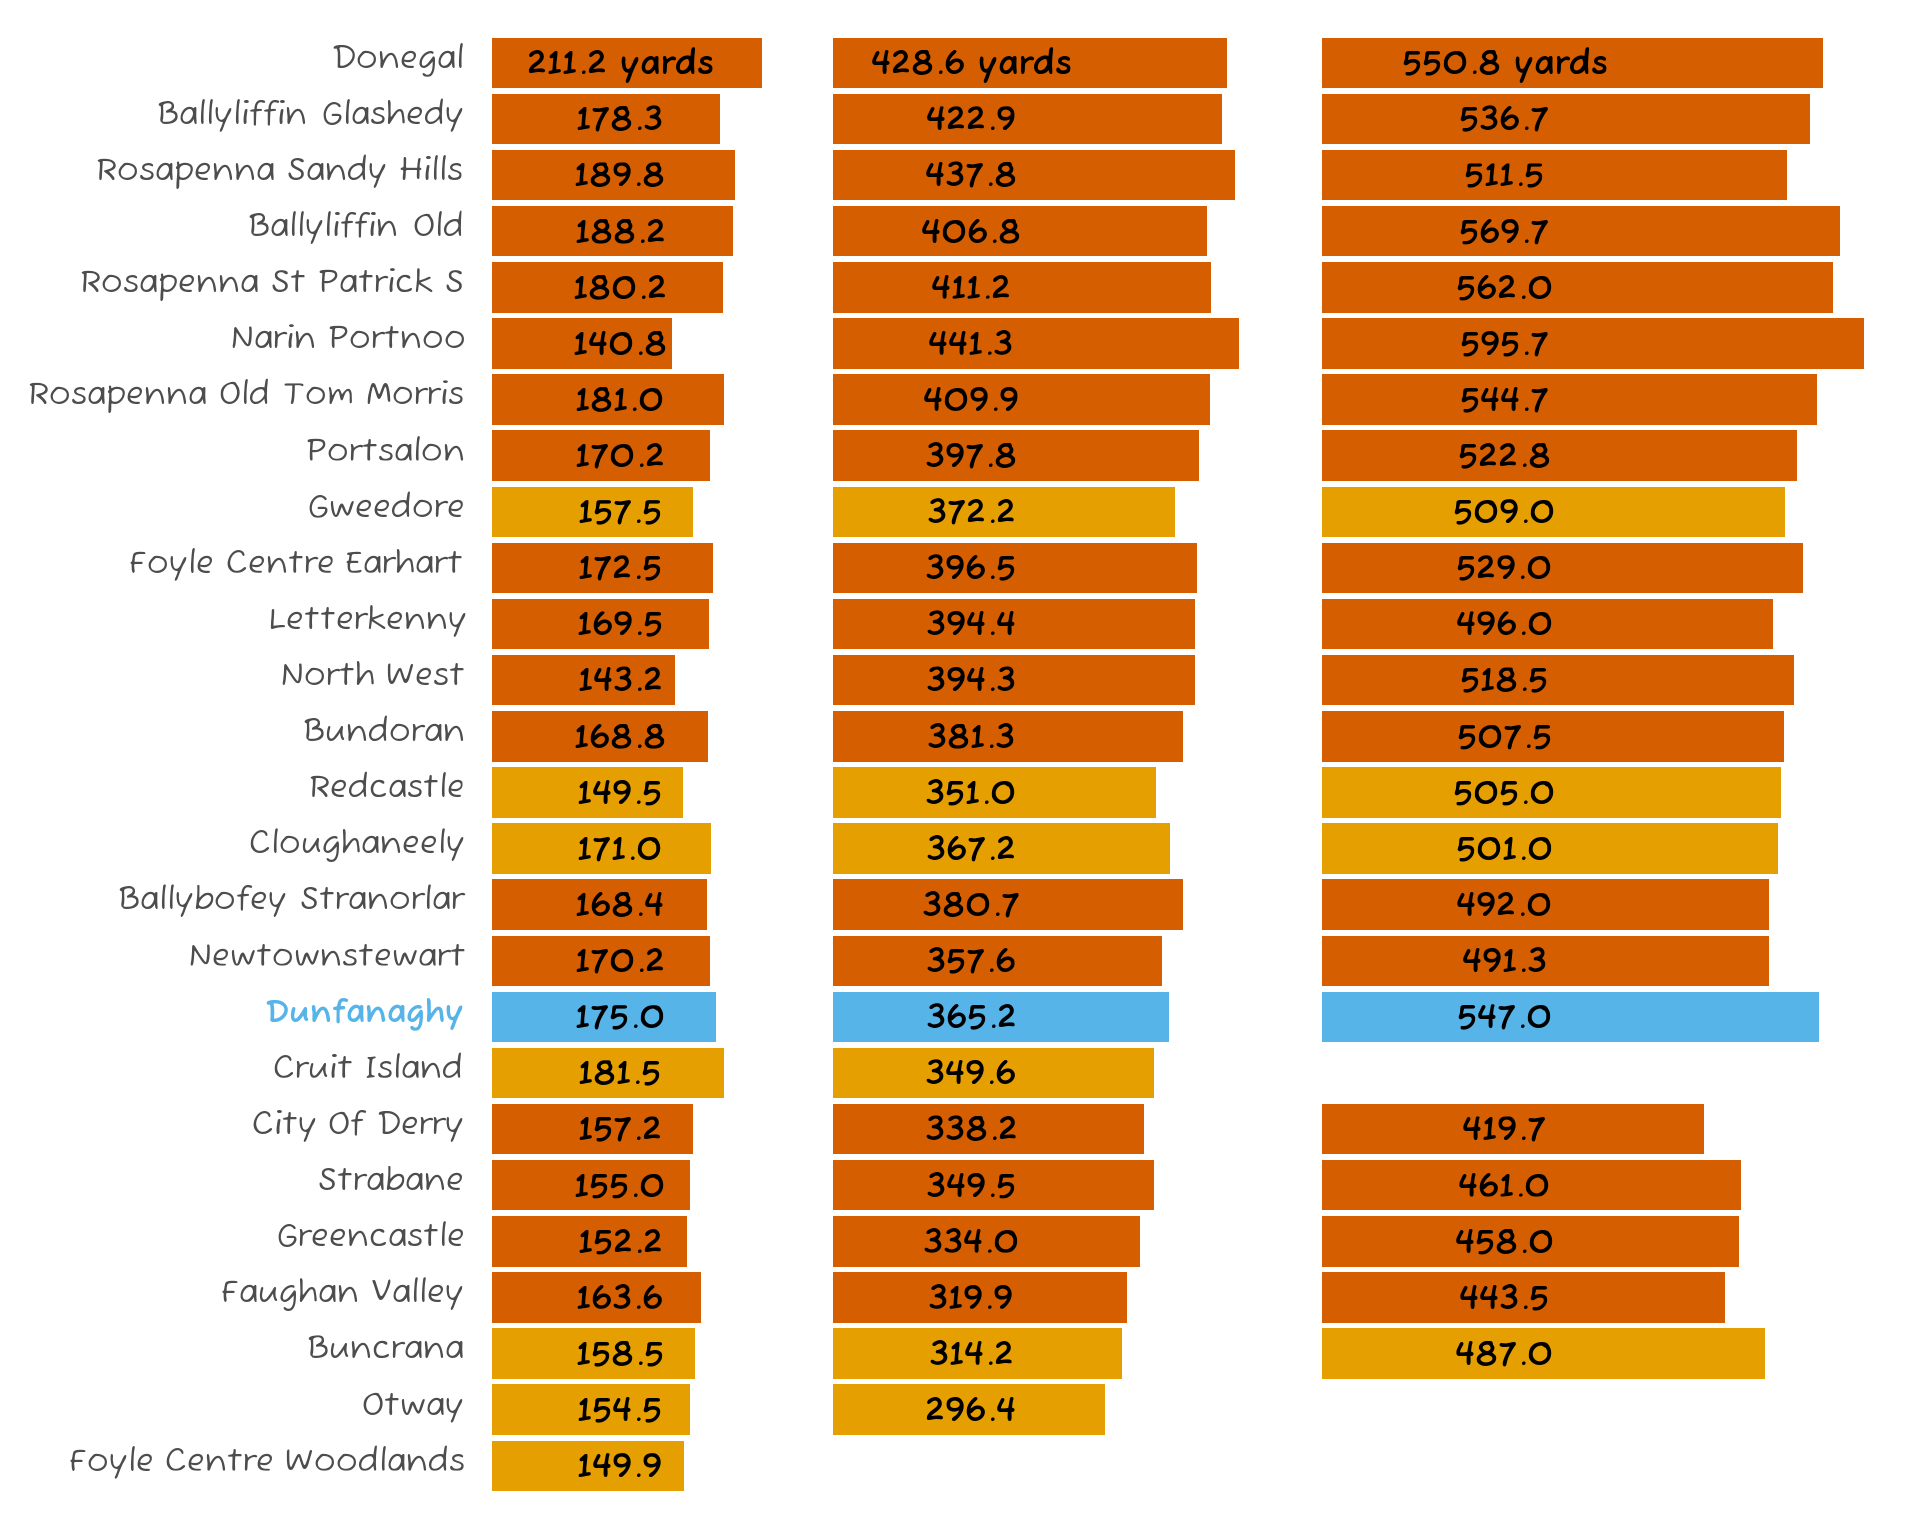 Donegal 211.2 yards 428.6 yards 550.8 yards
Ballyliffin Glashedy 178.3 422.9 536.7
Rosapenna Sandy Hills 189.8 437.8 511.5
Ballyliffin Old 188.2 406.8 569.7
Rosapenna St Patrick S 180.2 411.2 562.0
Narin Portnoo 140.8 441.3 595.7
Rosapenna Old Tom Morris 181.0 409.9 544.7
Portsalon 170.2 397.8 522.8
Gweedore 157.5 372.2 509.0
Foyle Centre Earhart 172.5 396.5 529.0
Letterkenny 169.5 394.4 496.0
North West 143.2 394.3 518.5
Bundoran 168.8 381.3 507.5
Redcastle 149.5 351.0 505.0
Cloughaneely 171.0 367.2 501.0
Ballybofey Stranorlar 168.4 380.7 492.0
Newtownstewart 170.2 357.6 491.3
Dunfanaghy 175.0 365.2 547.0
Cruit Island 181.5 349.6
City Of Derry 157.2 338.2 419.7
Strabane 155.0 349.5 461.0
Greencastle 152.2 334.0 458.0
Faughan Valley 163.6 319.9 443.5
Buncrana 158.5 314.2 487.0
Otway 154.5 296.4
Foyle Centre Woodlands 149.9